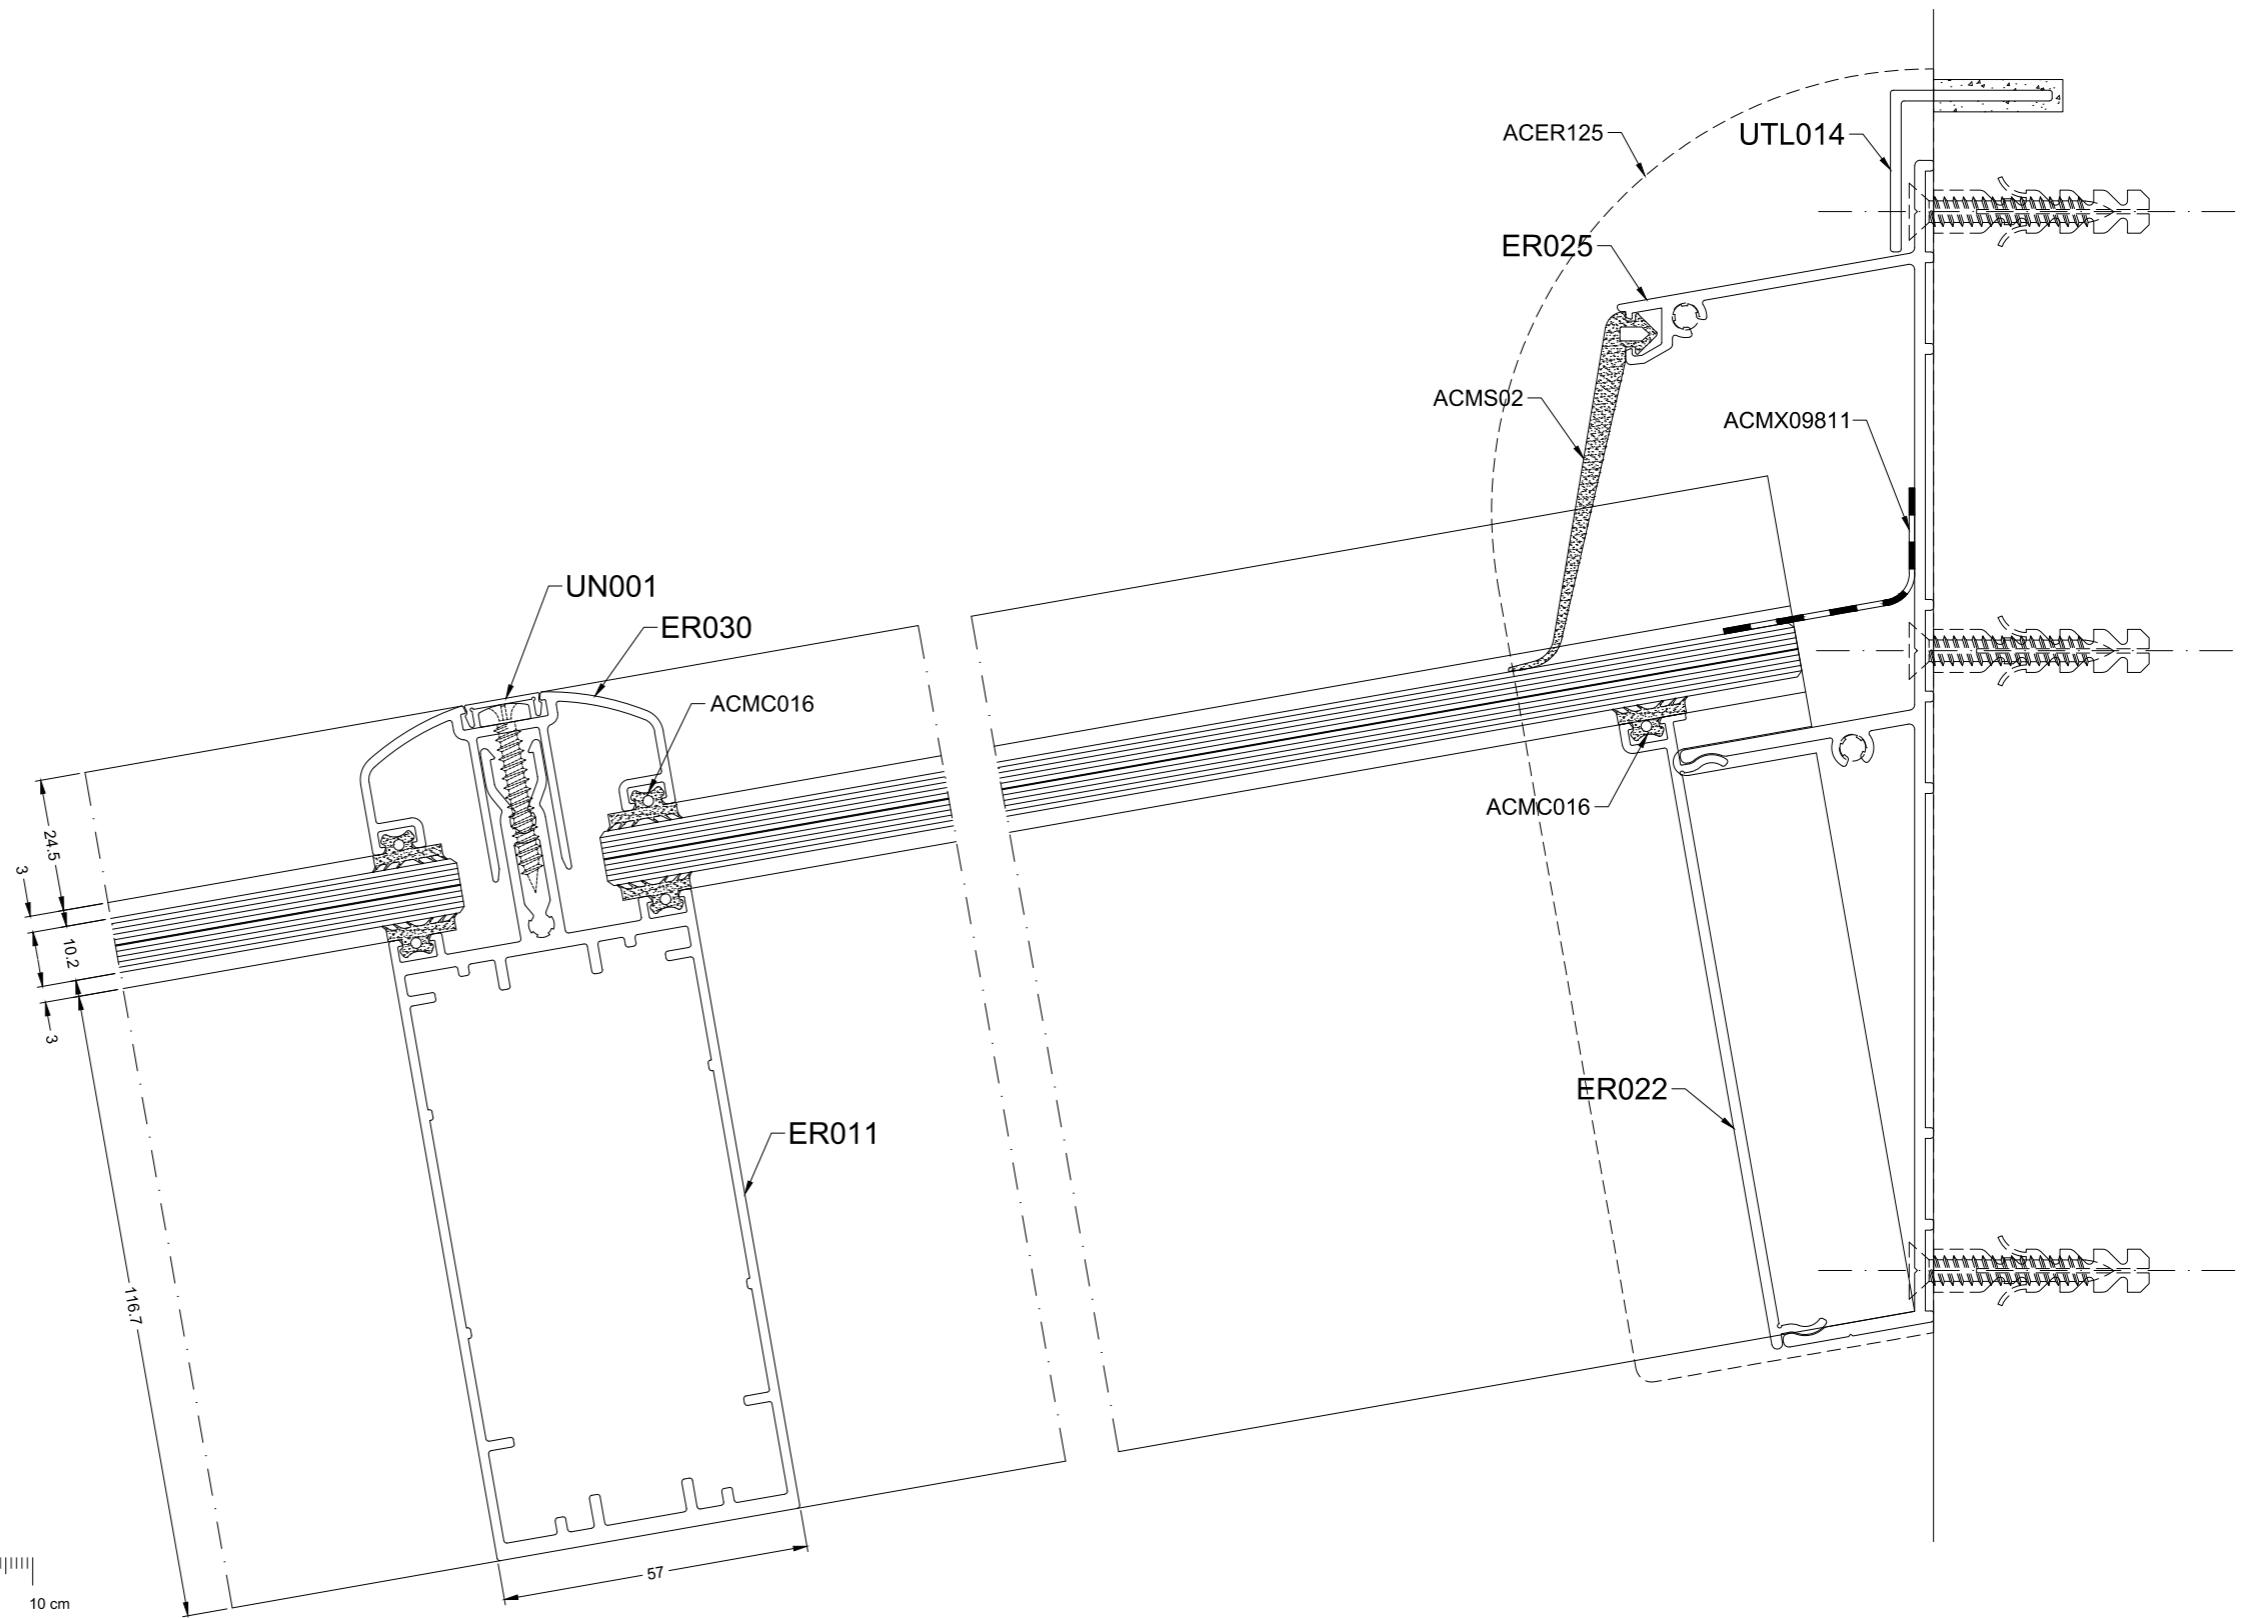 ACER125
UTL014
ER025
ACMS02
ACMX09811
UN001
ER030
ACMC016
ACMC016
24.5
3
10.2
3
116.7
ER022
ER011
57
10 cm